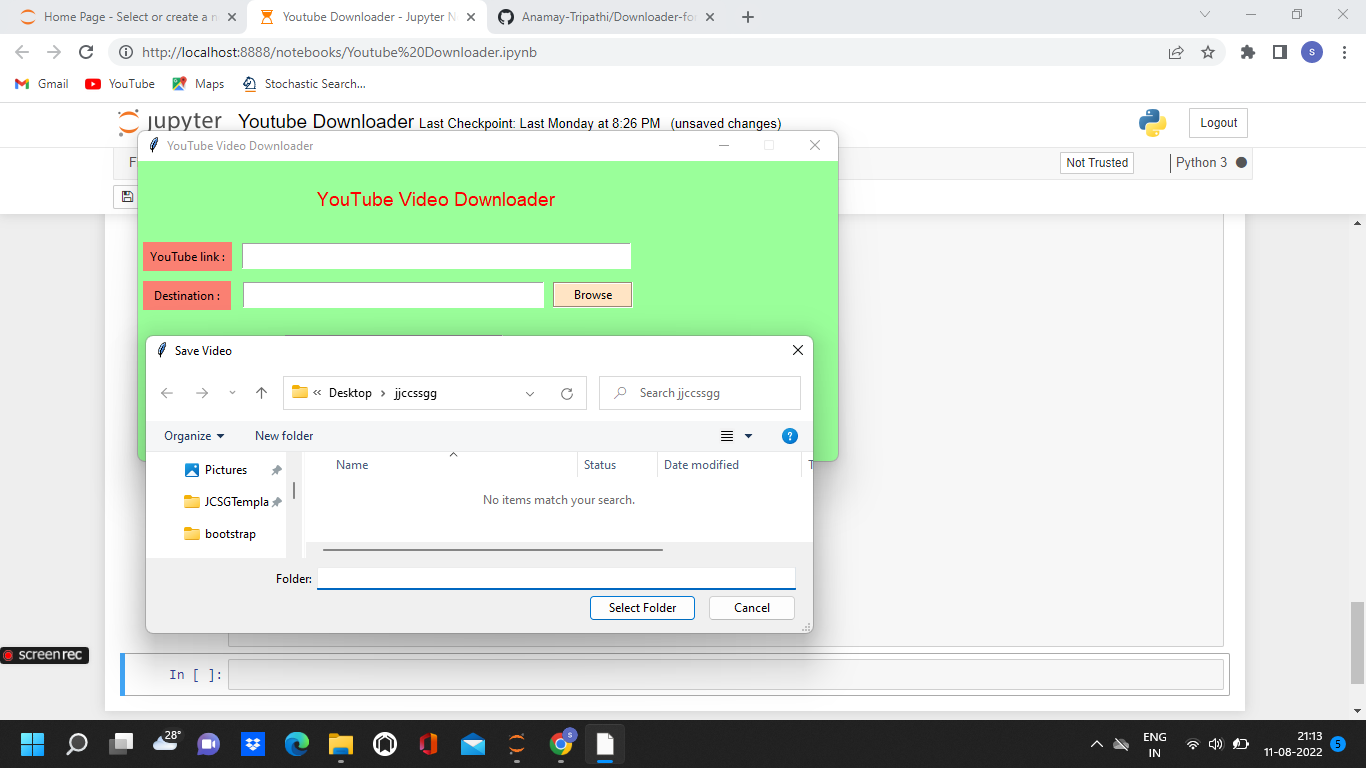 Home Page - Select or create a n
Youtube Downloader - Jupyter N
Anamay-Tripathi/Downloader-fo
http://localhost:8888/notebooks/Youtube%20Downloader.ipynb
s
Gmail
YouTube
Maps
Stochastic Search...
jupyter
Youtube Downloader Last Checkpoint: Last Monday at 8:26 PM (unsaved changes)
Logout
F
Not Trusted
Python 3
YouTube Video Downloader
YouTube Video Downloader
YouTube link :
Destination :
Browse
Save Video
« Desktop › jjccssgg
Search jjccssgg
Organize
New folder
?
Name
Status
Date modified
T
Pictures
JCSGTempla
bootstrap
No items match your search.
Folder:
Select Folder
Cancel
screenrec
In [ ]:
28°
s
ENG
IN
21:13
11-08-2022
5